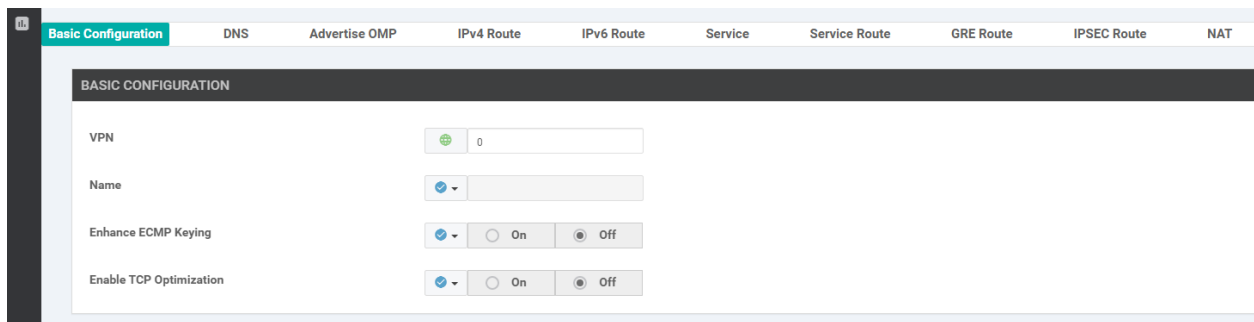 Basic Configuration DNS Advertise OMP IPv4 Route IPv6 Route Service Service Route GRE Route IPSEC Route NAT
BASIC CONFIGURATION
VPN 0
Name
Enhance ECMP Keying On Off
Enable TCP Optimization On Off